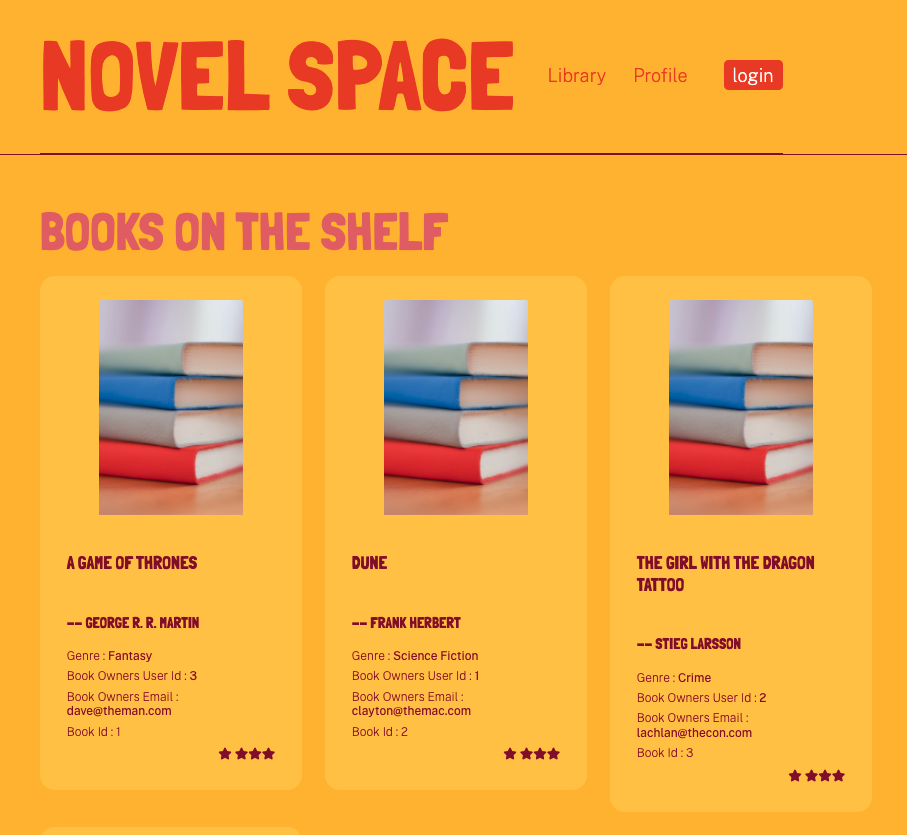 NOVEL SPACE
Library
Profile
login
BOOKS ON THE SHELF
A GAME OF THRONES
-- GEORGE R. R. MARTIN
Genre : Fantasy
Book Owners User Id : 3
Book Owners Email :
dave@theman.com
Book Id : 1
DUNE
-- FRANK HERBERT
Genre : Science Fiction
Book Owners User Id : 1
Book Owners Email :
clayton@themac.com
Book Id : 2
THE GIRL WITH THE DRAGON
TATTOO
-- STIEG LARSSON
Genre : Crime
Book Owners User Id : 2
Book Owners Email :
lachlan@thecon.com
Book Id : 3